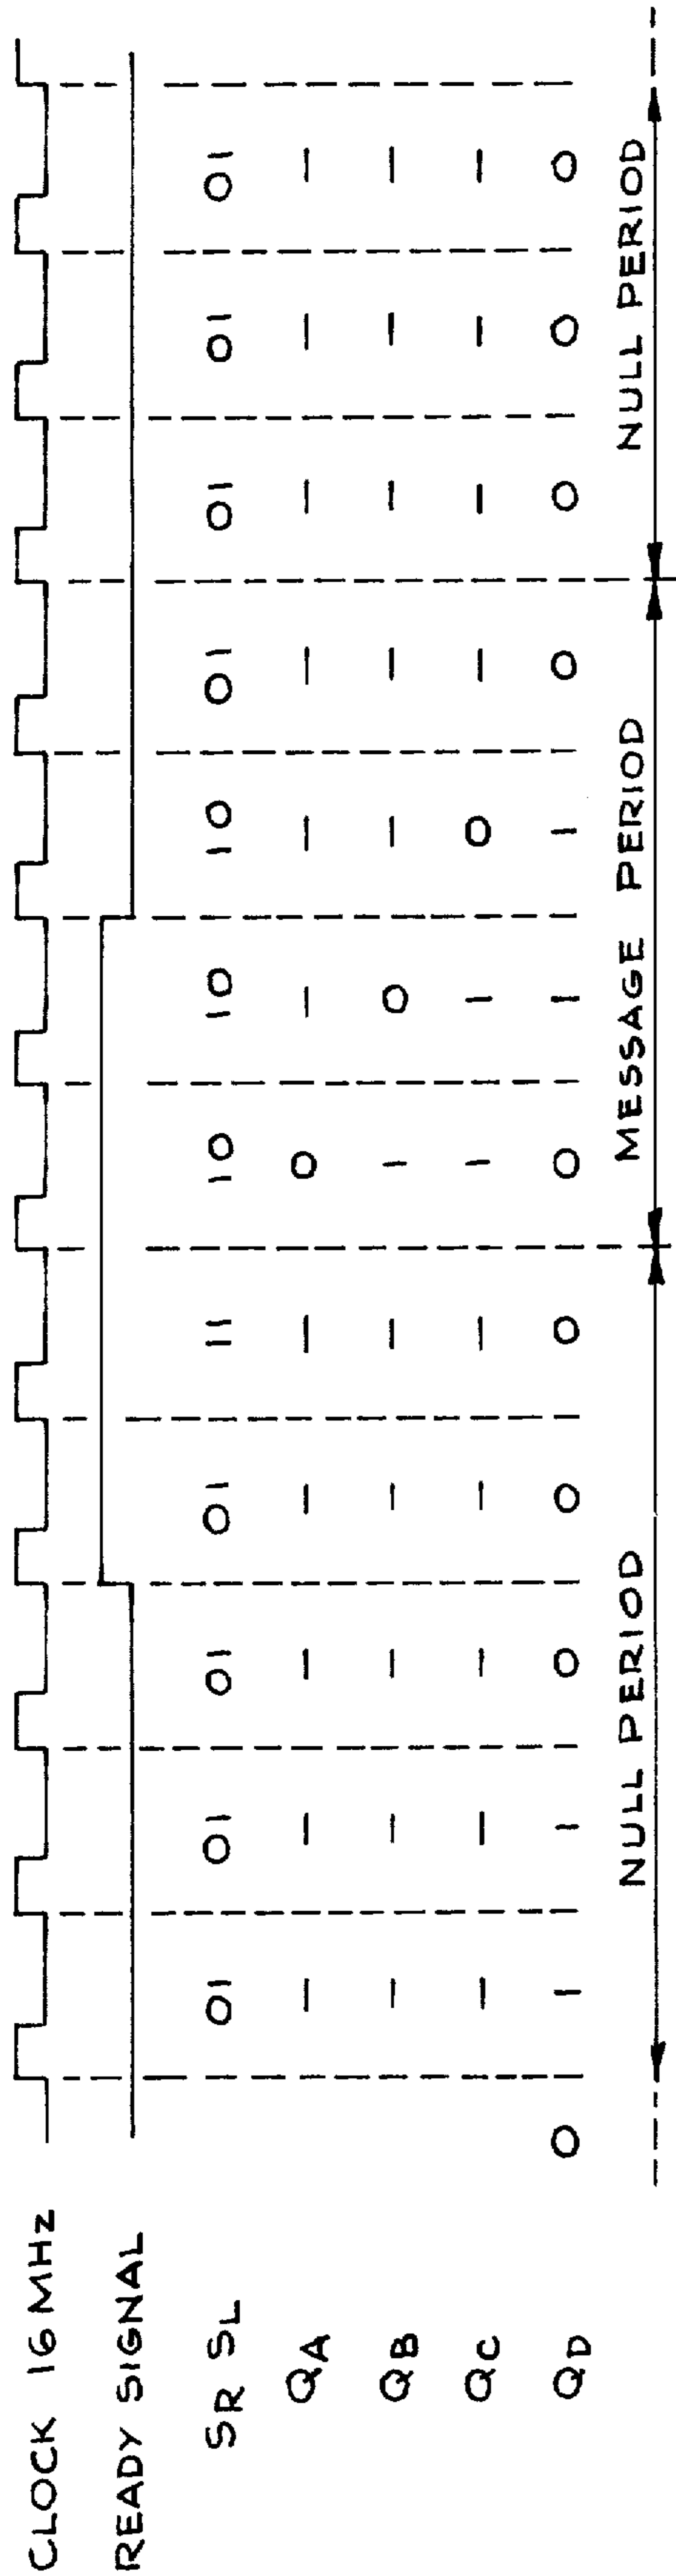 CLOCK 16 MHz
READY SIGNAL
SR SL 01 01 01 01 11 10 10 10 01 01 01 01
QA 1 1 1 1 1 0 1 1 1 1 1 1
QB 1 1 1 1 1 1 0 1 1 1 1 1
QC 1 1 1 1 1 1 1 0 1 1 1 1
QD 0 1 1 0 0 0 0 1 1 0 0 0 0
NULL PERIOD MESSAGE PERIOD NULL PERIOD